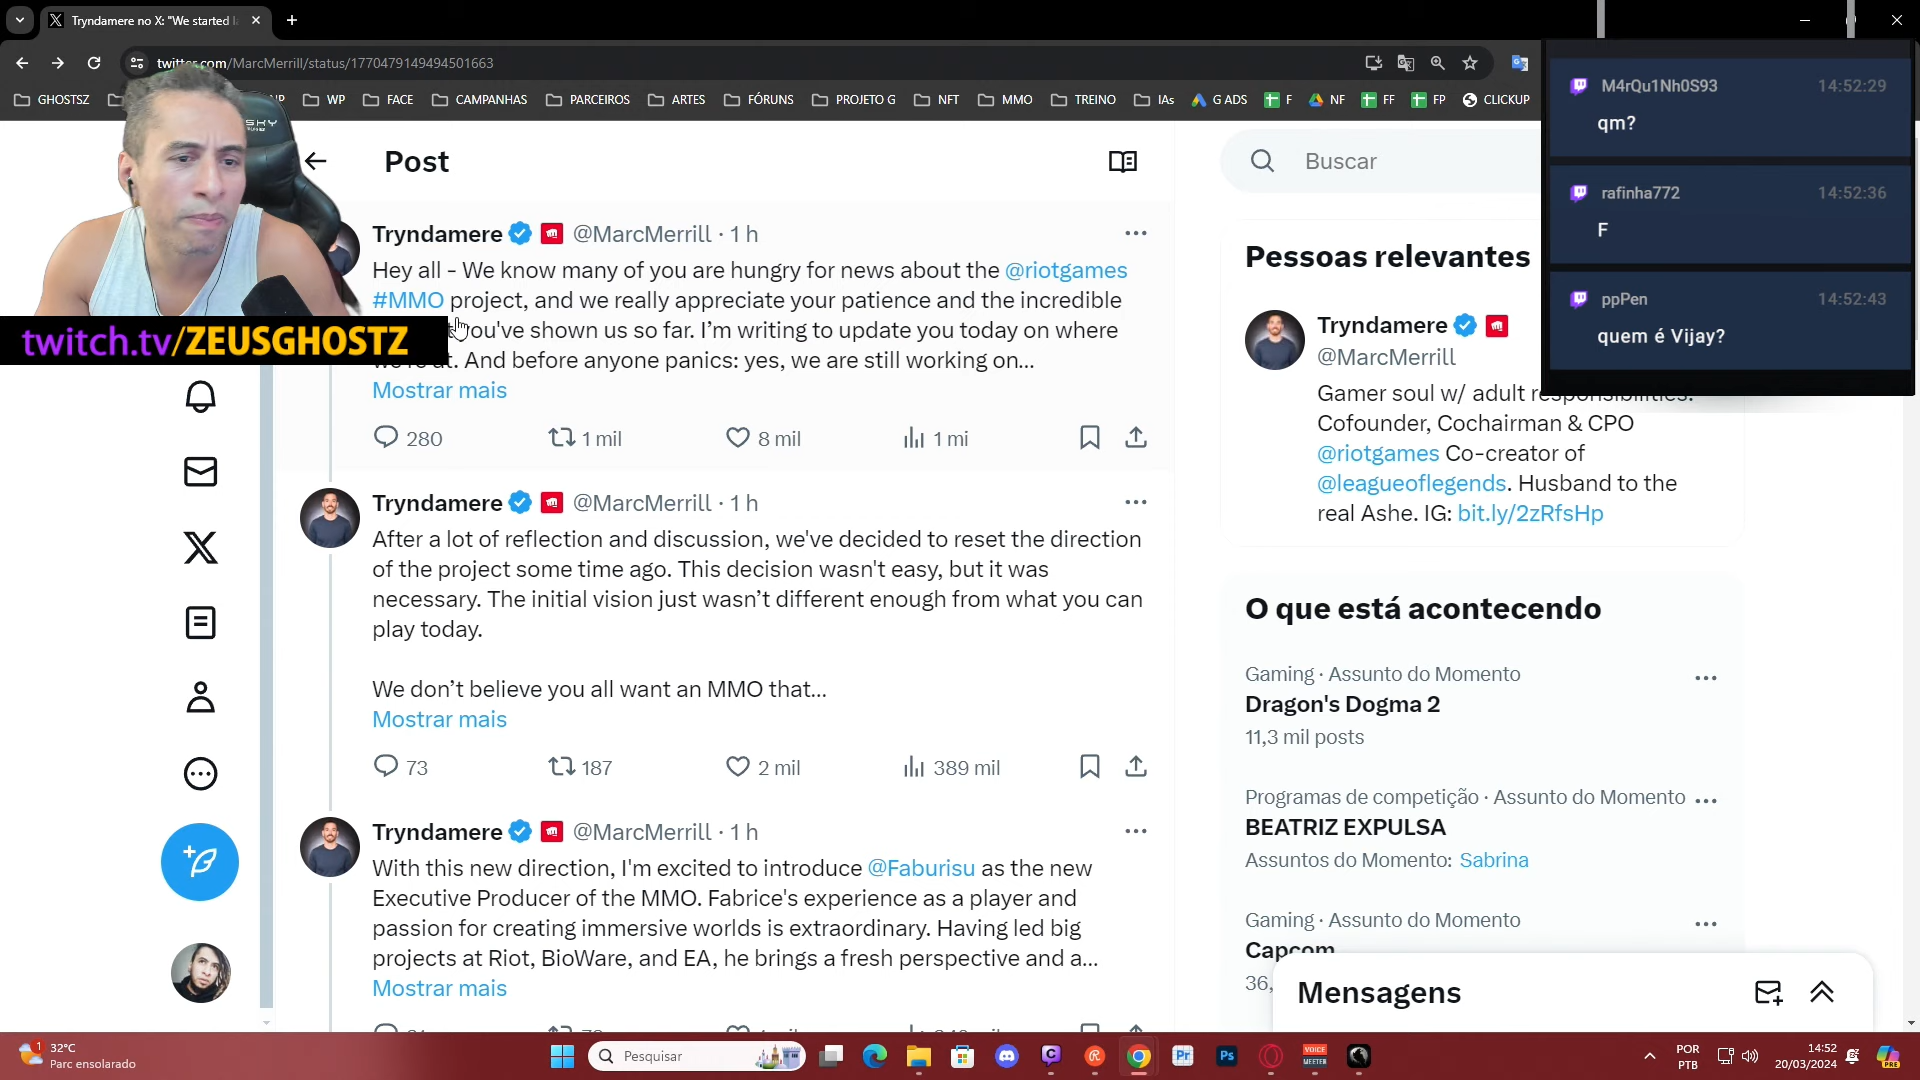 Tryndamere no X: "We started l
twitter.com/MarcMerrill/status/1770479149494501663
GHOSTSZ
WP
FACE
CAMPANHAS
PARCEIROS
ARTES
FÓRUNS
PROJETO G
NFT
MMO
TREINO
IAs
G ADS
F
NF
FF
FP
CLICKUP
Post
Buscar
Tryndamere @MarcMerrill · 1 h
Hey all - We know many of you are hungry for news about the @riotgames
#MMO project, and we really appreciate your patience and the incredible
you've shown us so far. I’m writing to update you today on where
we're at. And before anyone panics: yes, we are still working on...
Mostrar mais
280
1 mil
8 mil
1 mi
Tryndamere @MarcMerrill · 1 h
After a lot of reflection and discussion, we've decided to reset the direction
of the project some time ago. This decision wasn't easy, but it was
necessary. The initial vision just wasn’t different enough from what you can
play today.
We don’t believe you all want an MMO that...
Mostrar mais
73
187
2 mil
389 mil
Tryndamere @MarcMerrill · 1 h
With this new direction, I'm excited to introduce @Faburisu as the new
Executive Producer of the MMO. Fabrice's experience as a player and
passion for creating immersive worlds is extraordinary. Having led big
projects at Riot, BioWare, and EA, he brings a fresh perspective and a...
Mostrar mais
twitch.tv/ZEUSGHOSTZ
Pessoas relevantes
Tryndamere
@MarcMerrill
Gamer soul w/ adult responsibilities.
Cofounder, Cochairman & CPO
@riotgames Co-creator of
@leagueoflegends. Husband to the
real Ashe. IG: bit.ly/2zRfsHp
O que está acontecendo
Gaming · Assunto do Momento
Dragon's Dogma 2
11,3 mil posts
Programas de competição · Assunto do Momento
BEATRIZ EXPULSA
Assuntos do Momento: Sabrina
Gaming · Assunto do Momento
Capcom
36,
Mensagens
M4rQu1Nh0S93 14:52:29
qm?
rafinha772 14:52:36
F
ppPen 14:52:43
quem é Vijay?
1
32°C
Parc ensolarado
Pesquisar
VOICE
MEETER
Pr
Ps
POR
PTB
14:52
20/03/2024
PRE